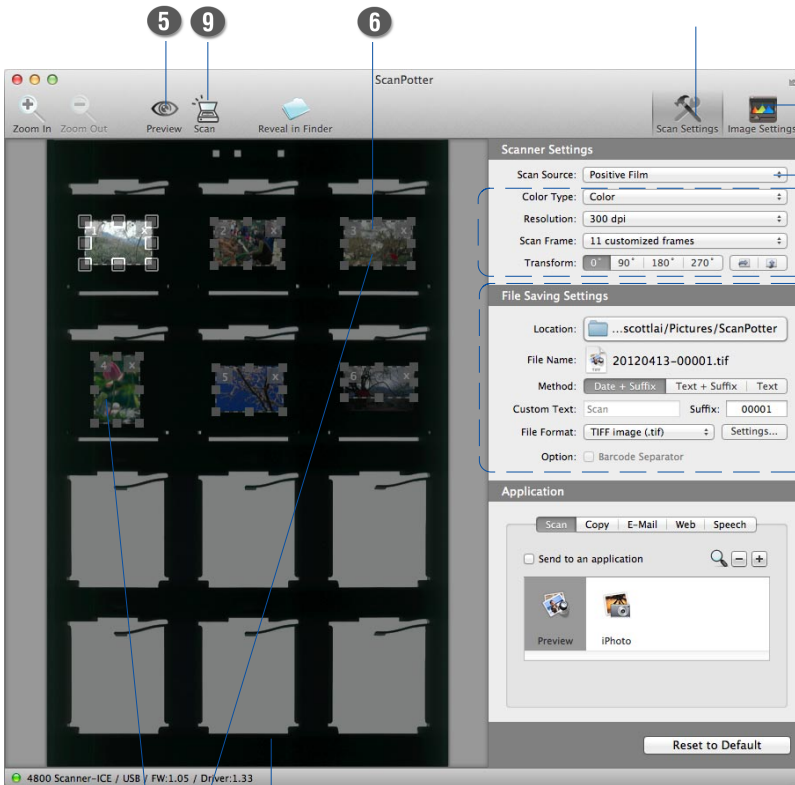 5 9 6
ScanPotter
Zoom In Zoom Out Preview Scan Reveal in Finder Scan Settings Image Settings
Scanner Settings
Scan Source: Positive Film
Color Type: Color
Resolution: 300 dpi
Scan Frame: 11 customized frames
Transform: 0° 90° 180° 270°
2 x 3 x
File Saving Settings
Location: ...scottlai/Pictures/ScanPotter
File Name: 20120413-00001.tif
Method: Date + Suffix Text + Suffix Text
4 x 5 x 6 x
Custom Text: Scan Suffix: 00001
File Format: TIFF image (.tif) Settings...
Option: Barcode Separator
Application
Scan Copy E-Mail Web Speech
Send to an application
Preview iPhoto
Reset to Default
4800 Scanner-ICE / USB / FW:1.05 / Driver:1.33